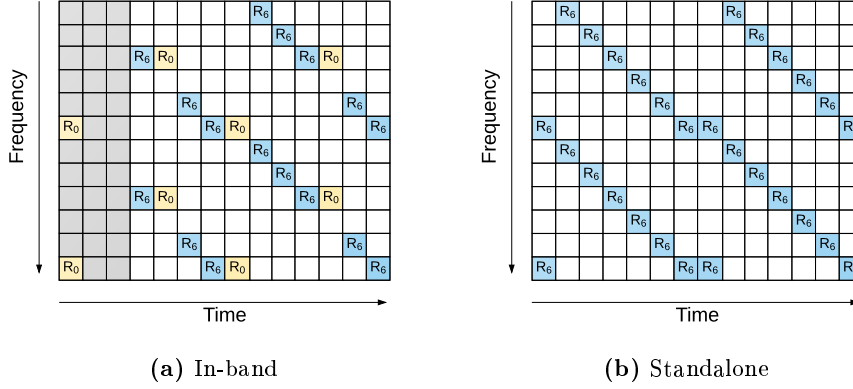 Frequency
R₆
R₆
R₆ R₀ R₆ R₀
R₆ R₆
R₀ R₆ R₀ R₆
R₆
R₆
R₆ R₀ R₆ R₀
R₆ R₆
R₀ R₆ R₀ R₆
Time
(a) In-band
Frequency
R₆ R₆
R₆ R₆
R₆ R₆
R₆ R₆
R₆ R₆
R₆ R₆ R₆ R₆
R₆ R₆
R₆ R₆
R₆ R₆
R₆ R₆
R₆ R₆
R₆ R₆ R₆ R₆
Time
(b) Standalone